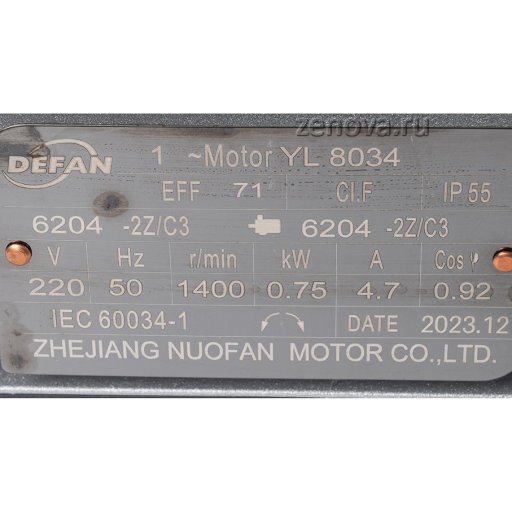 zenova.ru
DEFAN 1 ~Motor YL 8034
EFF 71 CI.F IP 55
6204 -2Z/C3 6204 -2Z/C3
V Hz r/min kW A Cos φ
220 50 1400 0.75 4.7 0.92
IEC 60034-1 DATE 2023.12
ZHEJIANG NUOFAN MOTOR CO.,LTD.